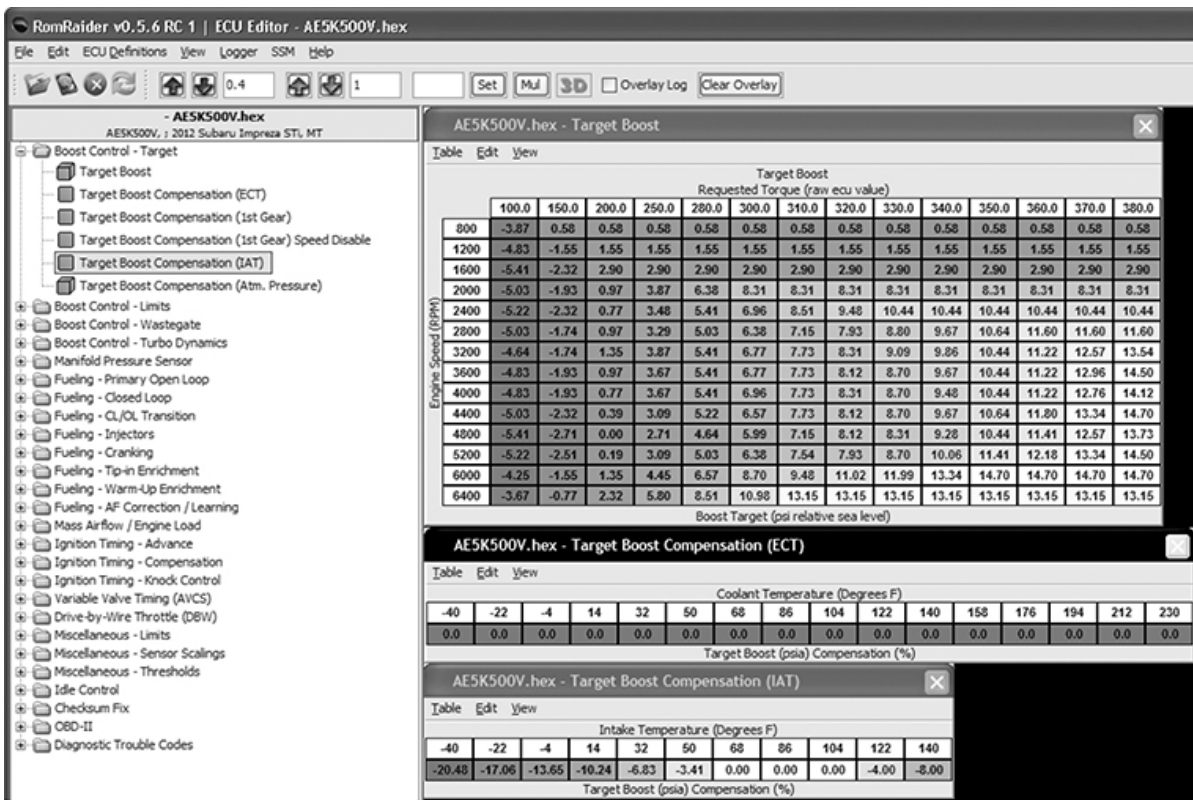 RomRaider v0.5.6 RC 1 | ECU Editor - AE5K500V.hex
File Edit ECU Definitions View Logger SSM Help
0.4 1 Set Mul 3D Overlay Log Clear Overlay
- AE5K500V.hex
AE5K500V, ; 2012 Subaru Impreza STi, MT
Boost Control - Target
Target Boost
Target Boost Compensation (ECT)
Target Boost Compensation (1st Gear)
Target Boost Compensation (1st Gear) Speed Disable
Target Boost Compensation (IAT)
Target Boost Compensation (Atm. Pressure)
Boost Control - Limits
Boost Control - Wastegate
Boost Control - Turbo Dynamics
Manifold Pressure Sensor
Fueling - Primary Open Loop
Fueling - Closed Loop
Fueling - CL/OL Transition
Fueling - Injectors
Fueling - Cranking
Fueling - Tip-in Enrichment
Fueling - Warm-Up Enrichment
Fueling - AF Correction / Learning
Mass Airflow / Engine Load
Ignition Timing - Advance
Ignition Timing - Compensation
Ignition Timing - Knock Control
Variable Valve Timing (AVCS)
Drive-by-Wire Throttle (DBW)
Miscellaneous - Limits
Miscellaneous - Sensor Scalings
Miscellaneous - Thresholds
Idle Control
Checksum Fix
OBD-II
Diagnostic Trouble Codes
AE5K500V.hex - Target Boost
Table Edit View
Target Boost
Requested Torque (raw ecu value)
100.0 150.0 200.0 250.0 280.0 300.0 310.0 320.0 330.0 340.0 350.0 360.0 370.0 380.0
Engine Speed (RPM)
800 -3.87 0.58 0.58 0.58 0.58 0.58 0.58 0.58 0.58 0.58 0.58 0.58 0.58 0.58
1200 -4.83 -1.55 1.55 1.55 1.55 1.55 1.55 1.55 1.55 1.55 1.55 1.55 1.55 1.55
1600 -5.41 -2.32 2.90 2.90 2.90 2.90 2.90 2.90 2.90 2.90 2.90 2.90 2.90 2.90
2000 -5.03 -1.93 0.97 3.87 6.38 8.31 8.31 8.31 8.31 8.31 8.31 8.31 8.31 8.31
2400 -5.22 -2.32 0.77 3.48 5.41 6.96 8.51 9.48 10.44 10.44 10.44 10.44 10.44 10.44
2800 -5.03 -1.74 0.97 3.29 5.03 6.38 7.15 7.93 8.80 9.67 10.64 11.60 11.60 11.60
3200 -4.64 -1.74 1.35 3.87 5.41 6.77 7.73 8.31 9.09 9.86 10.44 11.22 12.57 13.54
3600 -4.83 -1.93 0.97 3.67 5.41 6.77 7.73 8.12 8.70 9.67 10.44 11.22 12.96 14.50
4000 -4.83 -1.93 0.77 3.67 5.41 6.96 7.73 8.31 8.70 9.48 10.44 11.22 12.76 14.12
4400 -5.03 -2.32 0.39 3.09 5.22 6.57 7.73 8.12 8.70 9.67 10.64 11.80 13.34 14.70
4800 -5.41 -2.71 0.00 2.71 4.64 5.99 7.15 8.12 8.31 9.28 10.44 11.41 12.57 13.73
5200 -5.22 -2.51 0.19 3.09 5.03 6.38 7.54 7.93 8.70 10.06 11.41 12.18 13.34 14.50
6000 -4.25 -1.55 1.35 4.45 6.57 8.70 9.48 11.02 11.99 13.34 14.70 14.70 14.70 14.70
6400 -3.67 -0.77 2.32 5.80 8.51 10.98 13.15 13.15 13.15 13.15 13.15 13.15 13.15 13.15
Boost Target (psi relative sea level)
AE5K500V.hex - Target Boost Compensation (ECT)
Table Edit View
Coolant Temperature (Degrees F)
-40 -22 -4 14 32 50 68 86 104 122 140 158 176 194 212 230
0.0 0.0 0.0 0.0 0.0 0.0 0.0 0.0 0.0 0.0 0.0 0.0 0.0 0.0 0.0 0.0
Target Boost (psia) Compensation (%)
AE5K500V.hex - Target Boost Compensation (IAT)
Table Edit View
Intake Temperature (Degrees F)
-40 -22 -4 14 32 50 68 86 104 122 140
-20.48 -17.06 -13.65 -10.24 -6.83 -3.41 0.00 0.00 0.00 -4.00 -8.00
Target Boost (psia) Compensation (%)